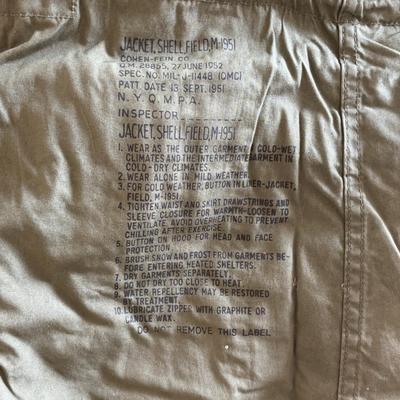 JACKET, SHELL, FIELD, M-1951
COHEN-FEIN CO.
Q.M. 28855, 27 JUNE 1952
SPEC. NO. MIL-J-11448 (QMC)
PATT. DATE 13 SEPT. 1951
N. Y. Q. M. P. A.
INSPECTOR
JACKET, SHELL, FIELD, M-1951
1. WEAR AS THE OUTER GARMENT IN COLD-WET
CLIMATES AND THE INTERMEDIATE GARMENT IN
COLD-DRY CLIMATES.
2. WEAR ALONE IN MILD WEATHER.
3. FOR COLD WEATHER, BUTTON IN LINER-JACKET,
FIELD, M-1951.
4. TIGHTEN WAIST AND SKIRT DRAWSTRINGS AND
SLEEVE CLOSURE FOR WARMTH-LOOSEN TO
VENTILATE. AVOID OVERHEATING TO PREVENT
CHILLING AFTER EXERCISE.
5. BUTTON ON HOOD FOR HEAD AND FACE
PROTECTION.
6. BRUSH SNOW AND FROST FROM GARMENTS BE-
FORE ENTERING HEATED SHELTERS.
7. DRY GARMENTS SEPARATELY.
8. DO NOT DRY TOO CLOSE TO HEAT.
9. WATER REPELLENCY MAY BE RESTORED
BY TREATMENT.
10. LUBRICATE ZIPPER WITH GRAPHITE OR
CANDLE WAX.
DO NOT REMOVE THIS LABEL